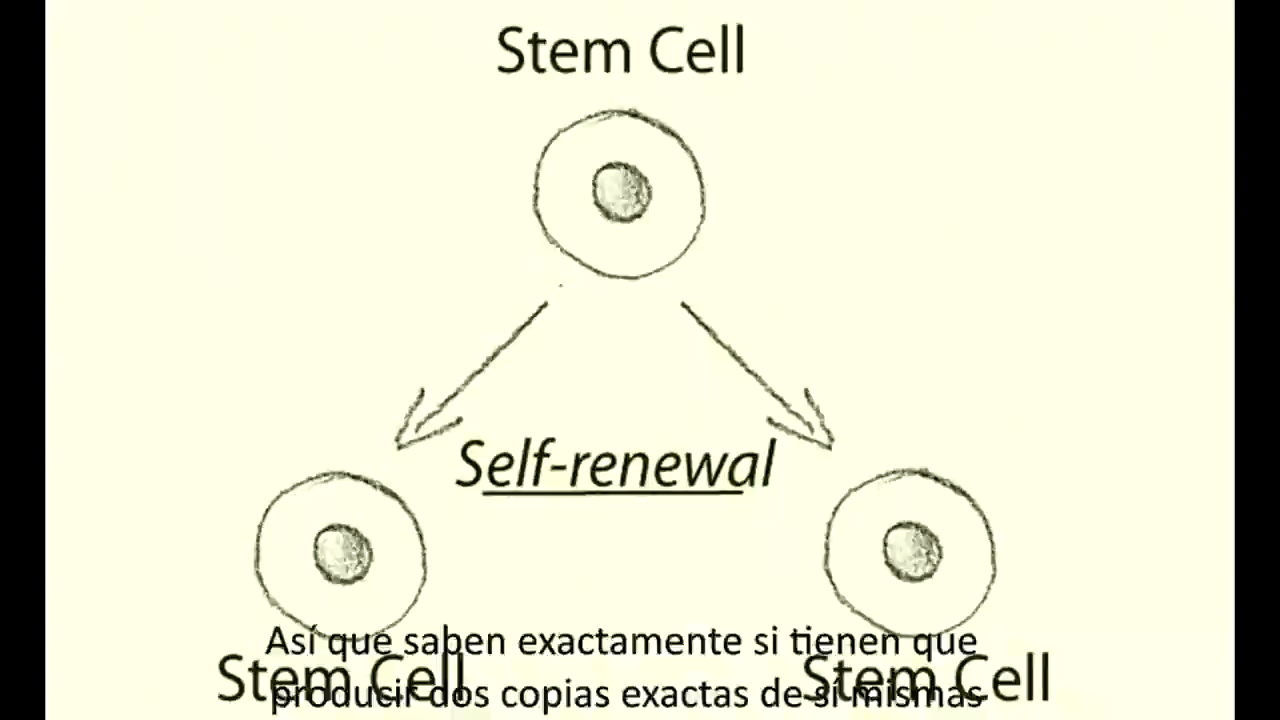 Stem Cell
Self-renewal
Stem Cell
Stem Cell
Así que saben exactamente si tienen que
producir dos copias exactas de sí mismas